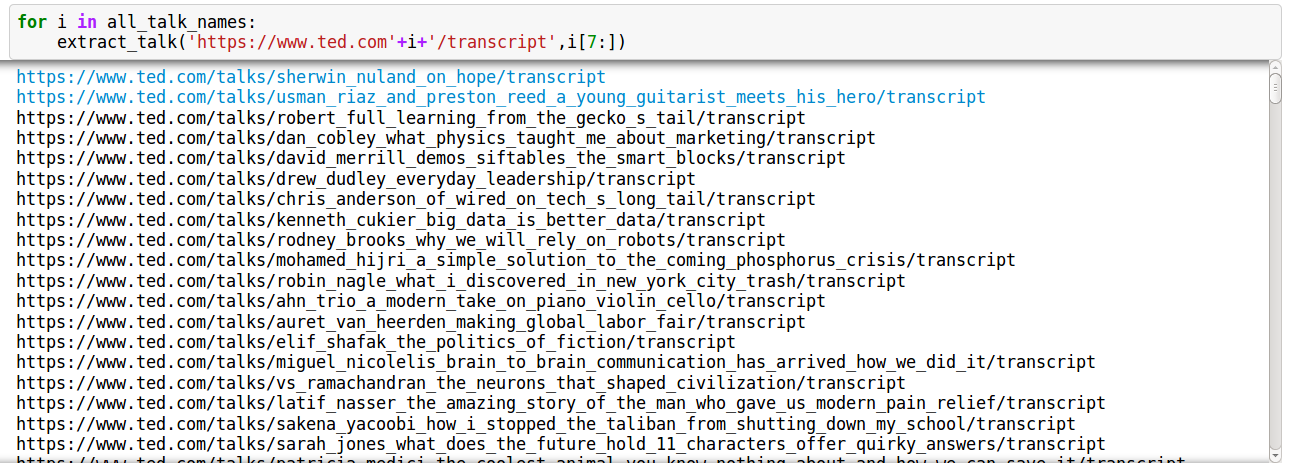 for i in all_talk_names:
    extract_talk('https://www.ted.com'+i+'/transcript',i[7:])
https://www.ted.com/talks/sherwin_nuland_on_hope/transcript
https://www.ted.com/talks/usman_riaz_and_preston_reed_a_young_guitarist_meets_his_hero/transcript
https://www.ted.com/talks/robert_full_learning_from_the_gecko_s_tail/transcript
https://www.ted.com/talks/dan_cobley_what_physics_taught_me_about_marketing/transcript
https://www.ted.com/talks/david_merrill_demos_siftables_the_smart_blocks/transcript
https://www.ted.com/talks/drew_dudley_everyday_leadership/transcript
https://www.ted.com/talks/chris_anderson_of_wired_on_tech_s_long_tail/transcript
https://www.ted.com/talks/kenneth_cukier_big_data_is_better_data/transcript
https://www.ted.com/talks/rodney_brooks_why_we_will_rely_on_robots/transcript
https://www.ted.com/talks/mohamed_hijri_a_simple_solution_to_the_coming_phosphorus_crisis/transcript
https://www.ted.com/talks/robin_nagle_what_i_discovered_in_new_york_city_trash/transcript
https://www.ted.com/talks/ahn_trio_a_modern_take_on_piano_violin_cello/transcript
https://www.ted.com/talks/auret_van_heerden_making_global_labor_fair/transcript
https://www.ted.com/talks/elif_shafak_the_politics_of_fiction/transcript
https://www.ted.com/talks/miguel_nicolelis_brain_to_brain_communication_has_arrived_how_we_did_it/transcript
https://www.ted.com/talks/vs_ramachandran_the_neurons_that_shaped_civilization/transcript
https://www.ted.com/talks/latif_nasser_the_amazing_story_of_the_man_who_gave_us_modern_pain_relief/transcript
https://www.ted.com/talks/sakena_yacoobi_how_i_stopped_the_taliban_from_shutting_down_my_school/transcript
https://www.ted.com/talks/sarah_jones_what_does_the_future_hold_11_characters_offer_quirky_answers/transcript
https://www.ted.com/talks/patricia_medici_the_coolest_animal_you_know_nothing_about_and_how_we_can_save_it/transcript